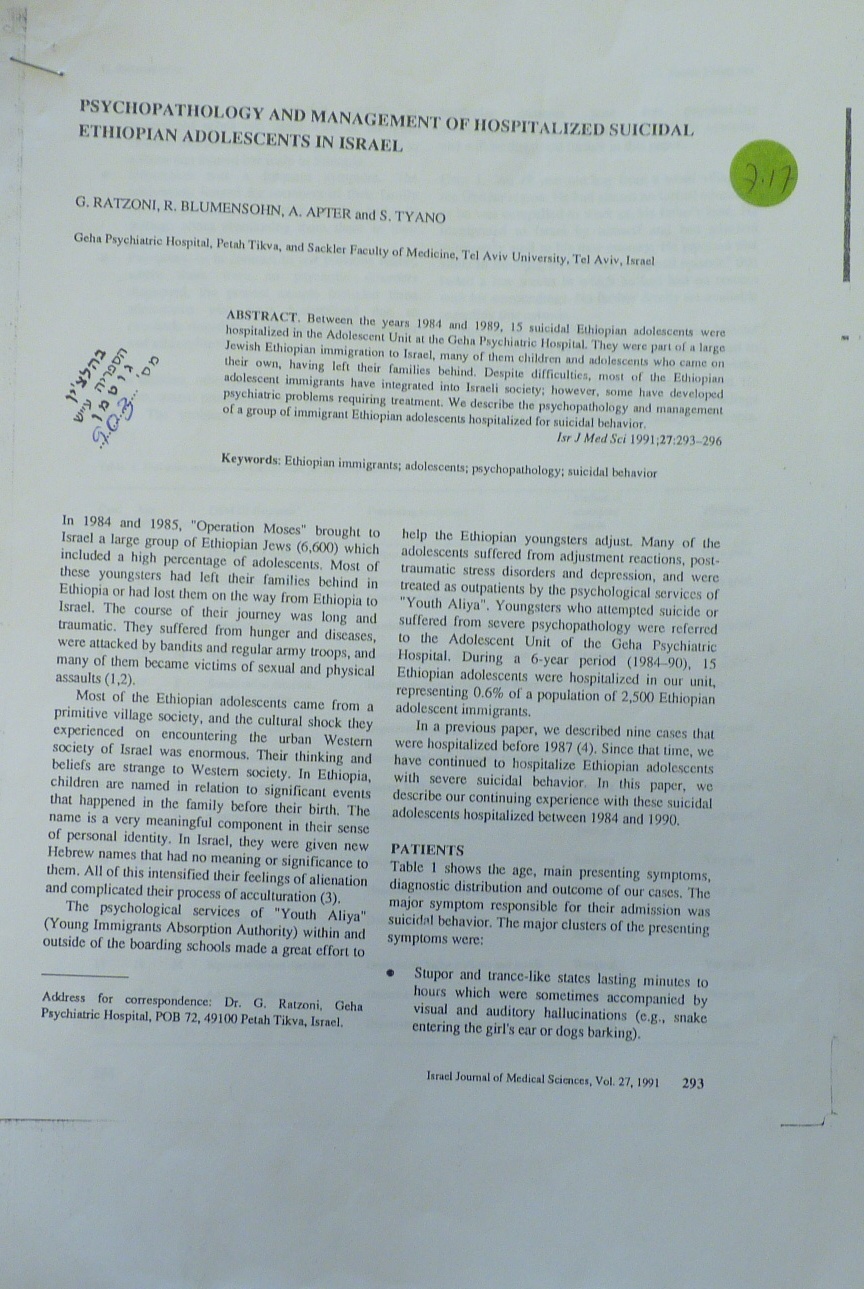 PSYCHOPATHOLOGY AND MANAGEMENT OF HOSPITALIZED SUICIDAL
ETHIOPIAN ADOLESCENTS IN ISRAEL
7.17
G. RATZONI, R. BLUMENSOHN, A. APTER and S. TYANO
Geha Psychiatric Hospital, Petah Tikva, and Sackler Faculty of Medicine, Tel Aviv University, Tel Aviv, Israel
ABSTRACT. Between the years 1984 and 1989, 15 suicidal Ethiopian adolescents were
hospitalized in the Adolescent Unit at the Geha Psychiatric Hospital. They were part of a large
Jewish Ethiopian immigration to Israel, many of them children and adolescents who came on
their own, having left their families behind. Despite difficulties, most of the Ethiopian
adolescent immigrants have integrated into Israeli society; however, some have developed
psychiatric problems requiring treatment. We describe the psychopathology and management
of a group of immigrant Ethiopian adolescents hospitalized for suicidal behavior.
Isr J Med Sci 1991;27:293–296
Keywords: Ethiopian immigrants; adolescents; psychopathology; suicidal behavior
הספריה ע״ש
מס'
In 1984 and 1985, "Operation Moses" brought to
Israel a large group of Ethiopian Jews (6,600) which
included a high percentage of adolescents. Most of
these youngsters had left their families behind in
Ethiopia or had lost them on the way from Ethiopia to
Israel. The course of their journey was long and
traumatic. They suffered from hunger and diseases,
were attacked by bandits and regular army troops, and
many of them became victims of sexual and physical
assaults (1,2).
Most of the Ethiopian adolescents came from a
primitive village society, and the cultural shock they
experienced on encountering the urban Western
society of Israel was enormous. Their thinking and
beliefs are strange to Western society. In Ethiopia,
children are named in relation to significant events
that happened in the family before their birth. The
name is a very meaningful component in their sense
of personal identity. In Israel, they were given new
Hebrew names that had no meaning or significance to
them. All of this intensified their feelings of alienation
and complicated their process of acculturation (3).
The psychological services of "Youth Aliya"
(Young Immigrants Absorption Authority) within and
outside of the boarding schools made a great effort to
Address for correspondence: Dr. G. Ratzoni, Geha
Psychiatric Hospital, POB 72, 49100 Petah Tikva, Israel.
help the Ethiopian youngsters adjust. Many of the
adolescents suffered from adjustment reactions, post-
traumatic stress disorders and depression, and were
treated as outpatients by the psychological services of
"Youth Aliya". Youngsters who attempted suicide or
suffered from severe psychopathology were referred
to the Adolescent Unit of the Geha Psychiatric
Hospital. During a 6-year period (1984–90), 15
Ethiopian adolescents were hospitalized in our unit,
representing 0.6% of a population of 2,500 Ethiopian
adolescent immigrants.
In a previous paper, we described nine cases that
were hospitalized before 1987 (4). Since that time, we
have continued to hospitalize Ethiopian adolescents
with severe suicidal behavior. In this paper, we
describe our continuing experience with these suicidal
adolescents hospitalized between 1984 and 1990.
PATIENTS
Table 1 shows the age, main presenting symptoms,
diagnostic distribution and outcome of our cases. The
major symptom responsible for their admission was
suicidal behavior. The major clusters of the presenting
symptoms were:
● Stupor and trance-like states lasting minutes to
hours which were sometimes accompanied by
visual and auditory hallucinations (e.g., snake
entering the girl's ear or dogs barking).
Israel Journal of Medical Sciences, Vol. 27, 1991 293